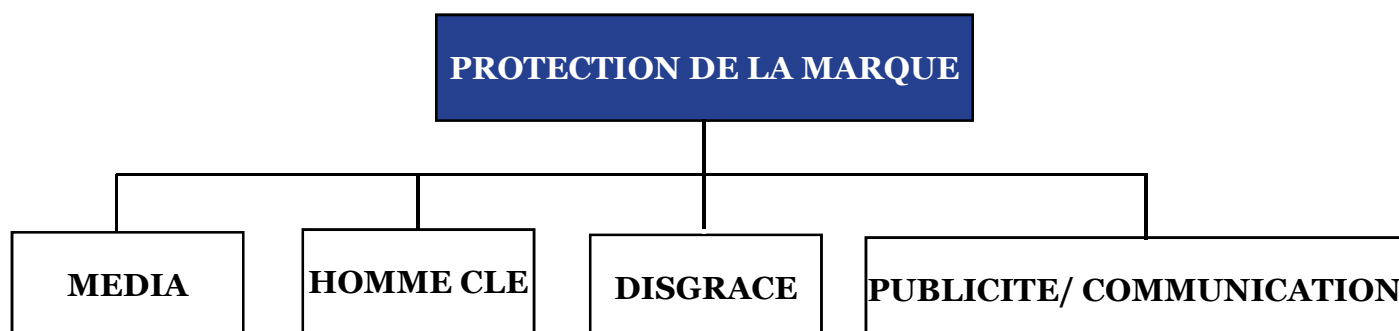 PROTECTION DE LA MARQUE
MEDIA
HOMME CLE
DISGRACE
PUBLICITE/ COMMUNICATION